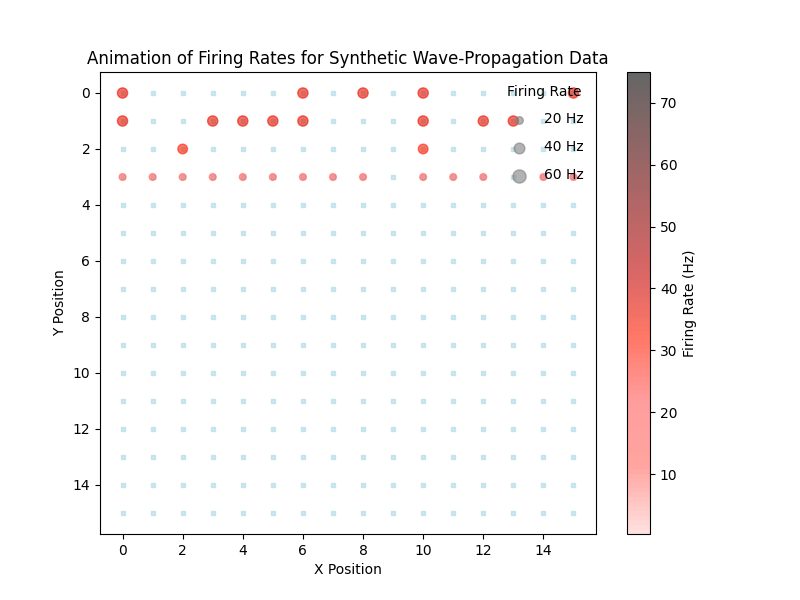 Animation of Firing Rates for Synthetic Wave-Propagation Data
Firing Rate
20 Hz
40 Hz
60 Hz
0
2
4
6
8
10
12
14
Y Position
0 2 4 6 8 10 12 14
X Position
70
60
50
40
30
20
10
Firing Rate (Hz)